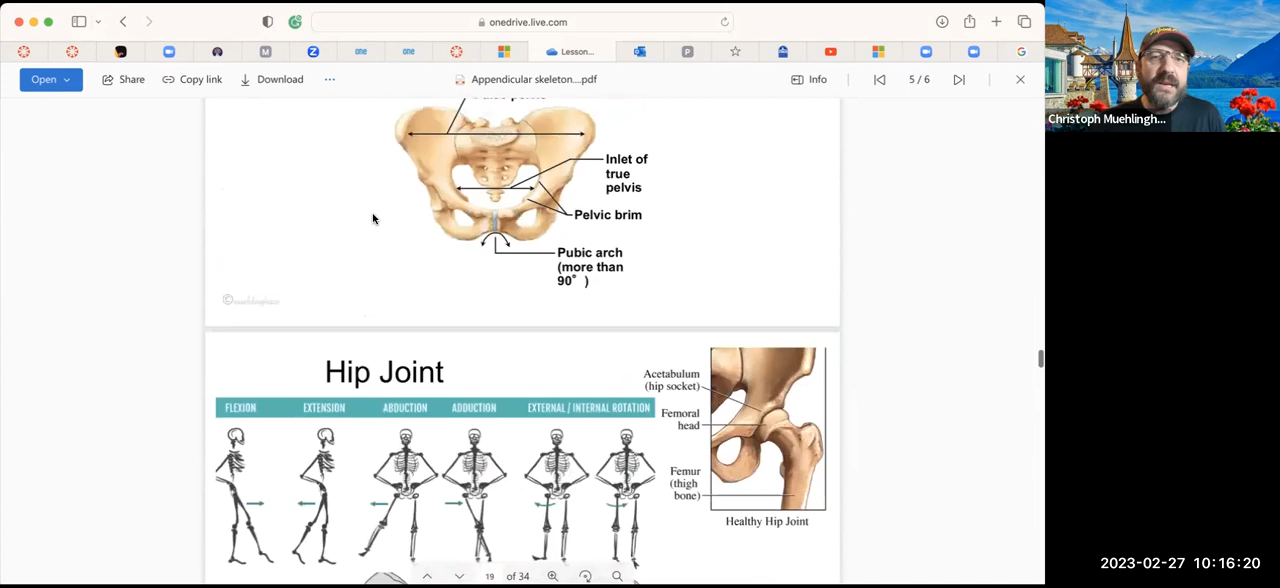 onedrive.live.com
M
Z
one
one
Lesson...
P
G
Open
Share
Copy link
Download
Appendicular skeleton....pdf
Info
5 / 6
Christoph Muehlingh...
Inlet of
true
pelvis
Pelvic brim
Pubic arch
(more than
90° )
Hip Joint
FLEXION
EXTENSION
ABDUCTION
ADDUCTION
EXTERNAL / INTERNAL ROTATION
Acetabulum
(hip socket)
Femoral
head
Femur
(thigh
bone)
Healthy Hip Joint
19 of 34
2023-02-27 10:16:20